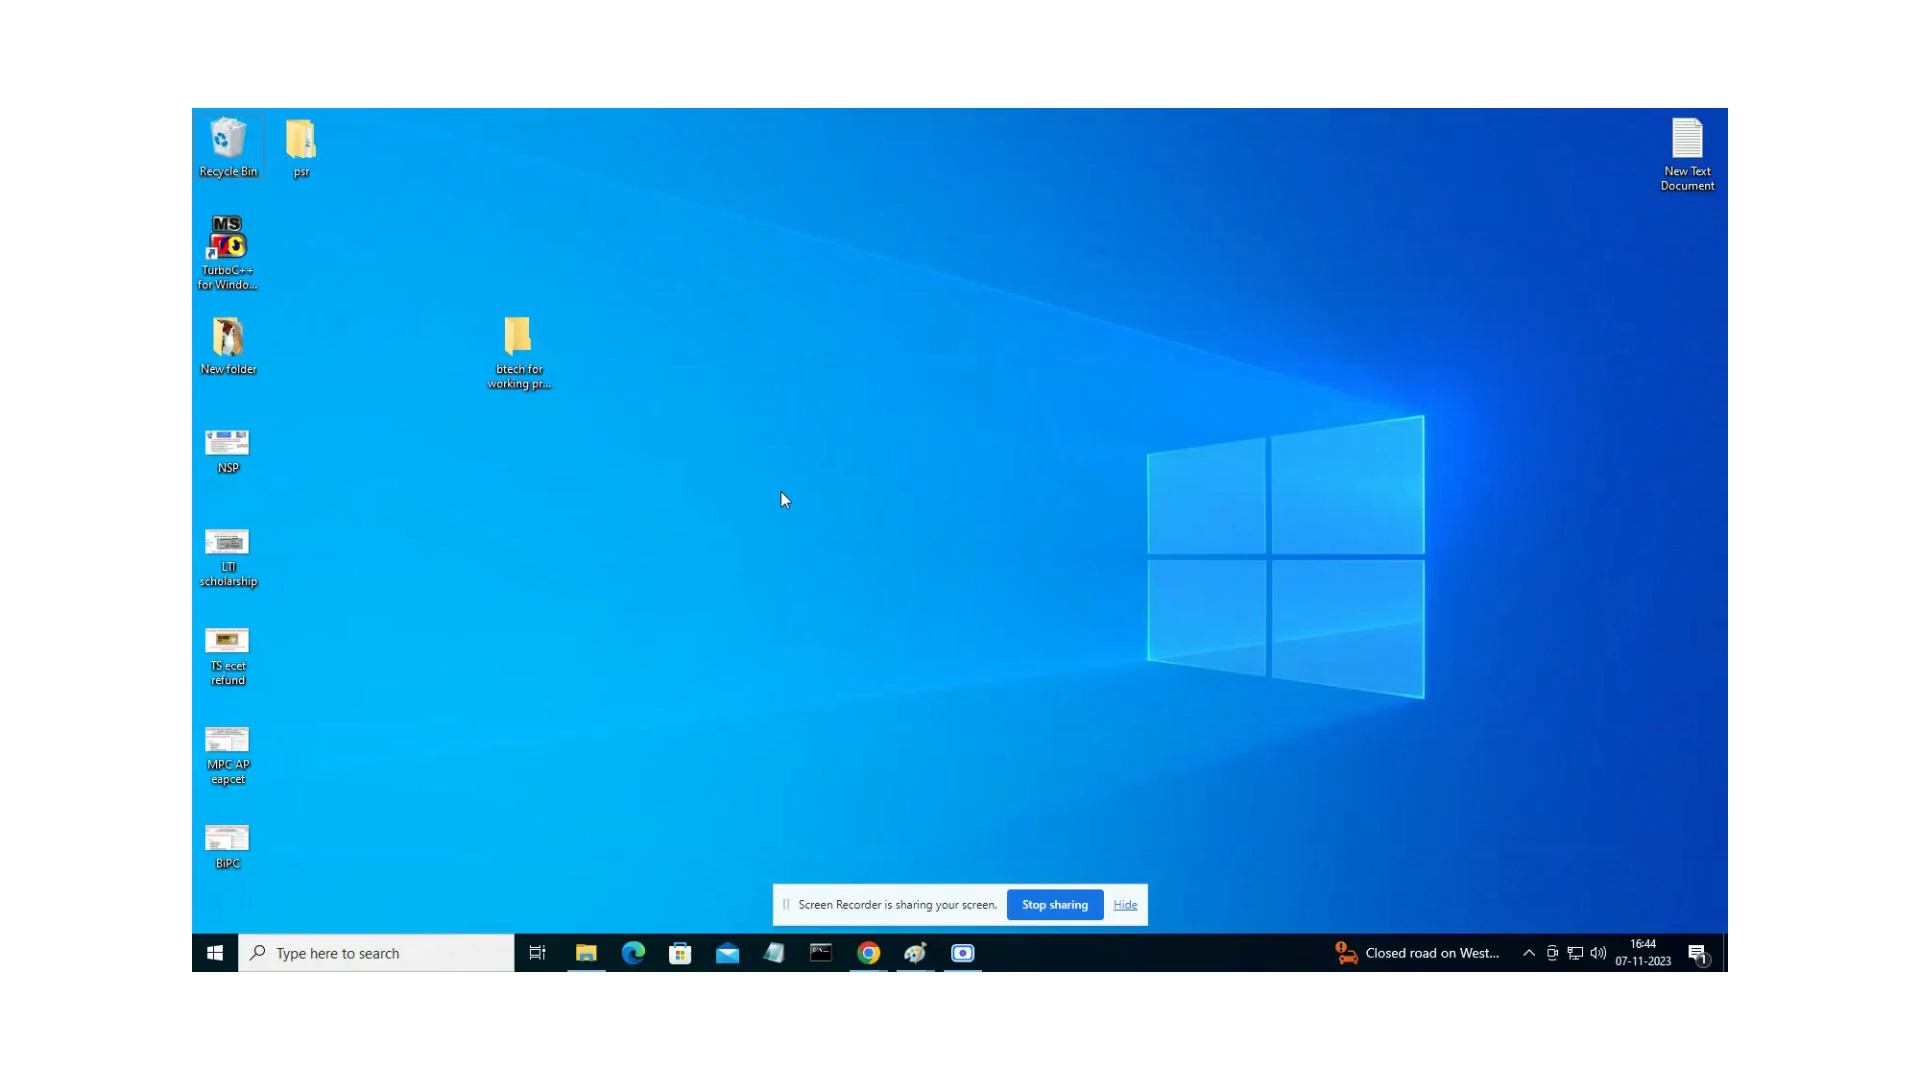 Recycle Bin
psr
New Text
Document
MS
TurboC++
for Windo...
New folder
btech for
working pr...
NSP
LTI
scholarship
TS ecet
refund
MPC AP
eapcet
BiPC
Screen Recorder is sharing your screen.
Stop sharing
Hide
Type here to search
Closed road on West...
16:44
07-11-2023
1